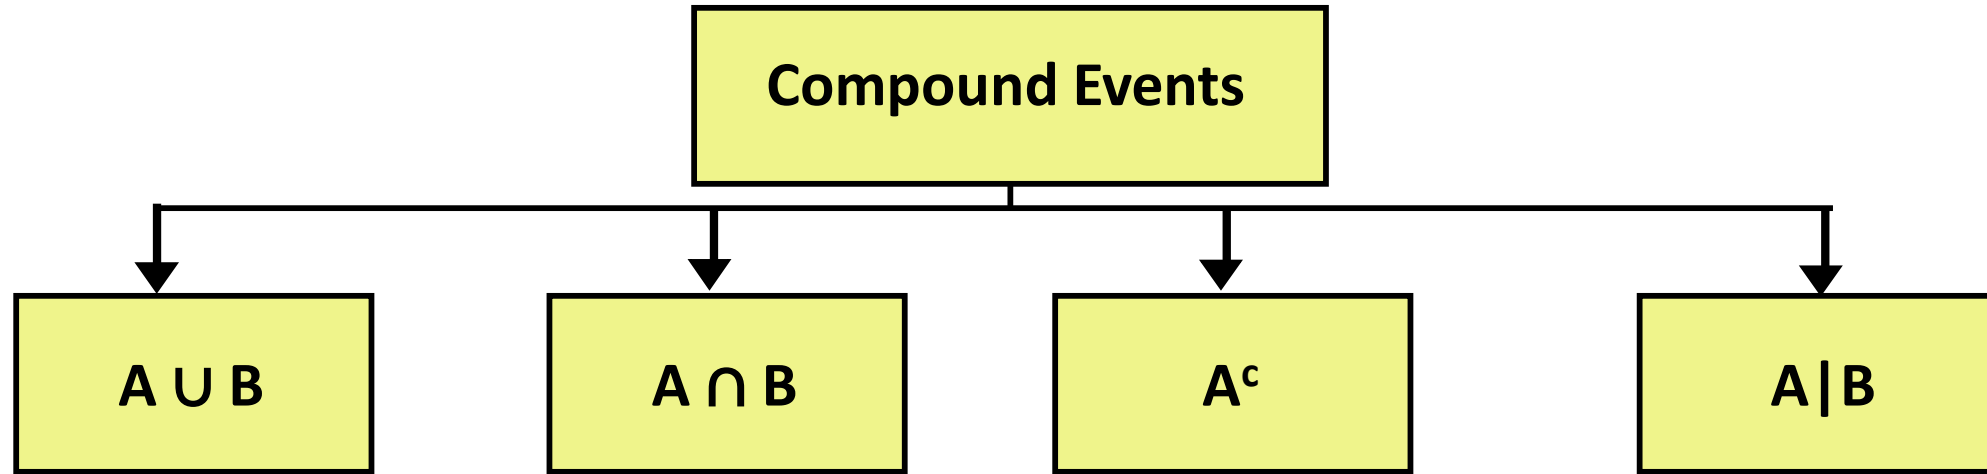 Compound Events
A ∪ B
A ∩ B
Aᶜ
A|B